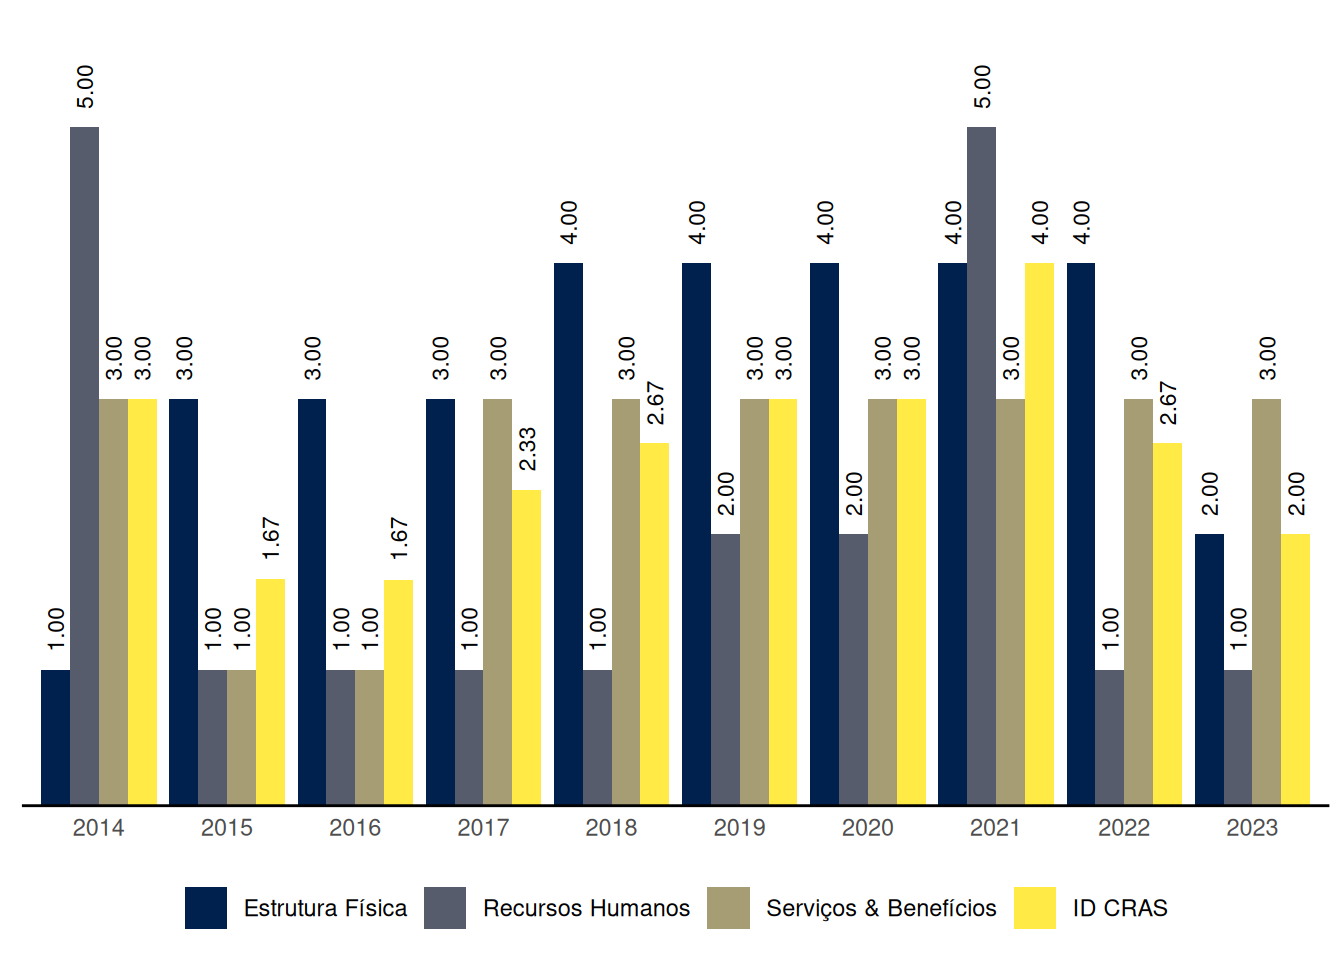 5.00 5.00
4.00 4.00 4.00 4.00 4.00 4.00
3.00 3.00 3.00 3.00 3.00 3.00 3.00 3.00 3.00 3.00 3.00 3.00 3.00
2.67 2.67
2.33
2.00 2.00 2.00 2.00
1.67 1.67
1.00 1.00 1.00 1.00 1.00 1.00 1.00 1.00 1.00
2014 2015 2016 2017 2018 2019 2020 2021 2022 2023
Estrutura Física Recursos Humanos Serviços & Benefícios ID CRAS